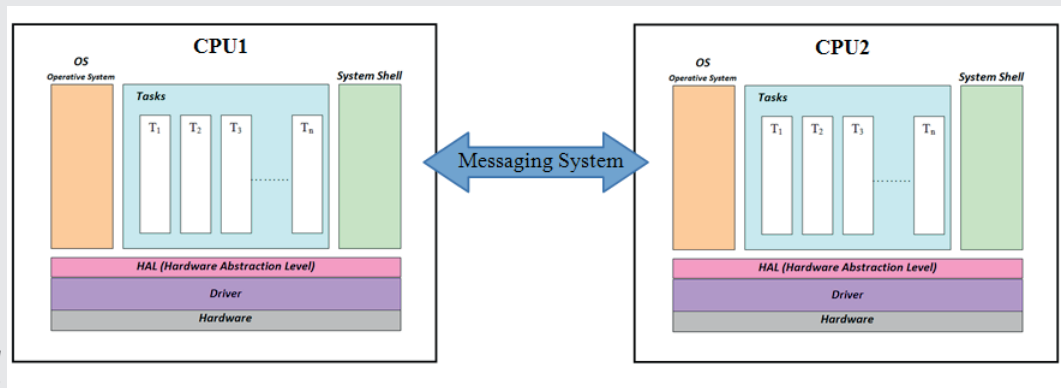 CPU1
OS
Operative System
System Shell
Tasks
T1 T2 T3 ........... Tn
HAL (Hardware Abstraction Level)
Driver
Hardware
Messaging System
CPU2
OS
Operative System
System Shell
Tasks
T1 T2 T3 ........... Tn
HAL (Hardware Abstraction Level)
Driver
Hardware